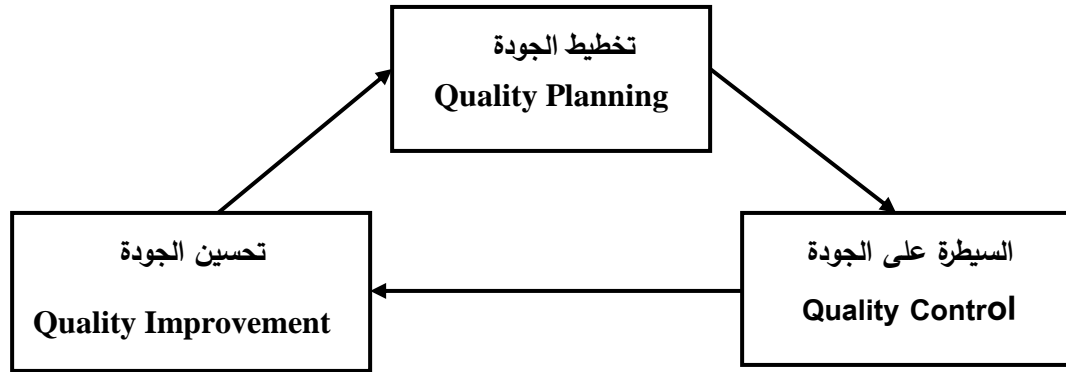 تخطيط الجودة
Quality Planning
تحسين الجودة
Quality Improvement
السيطرة على الجودة
Quality Control